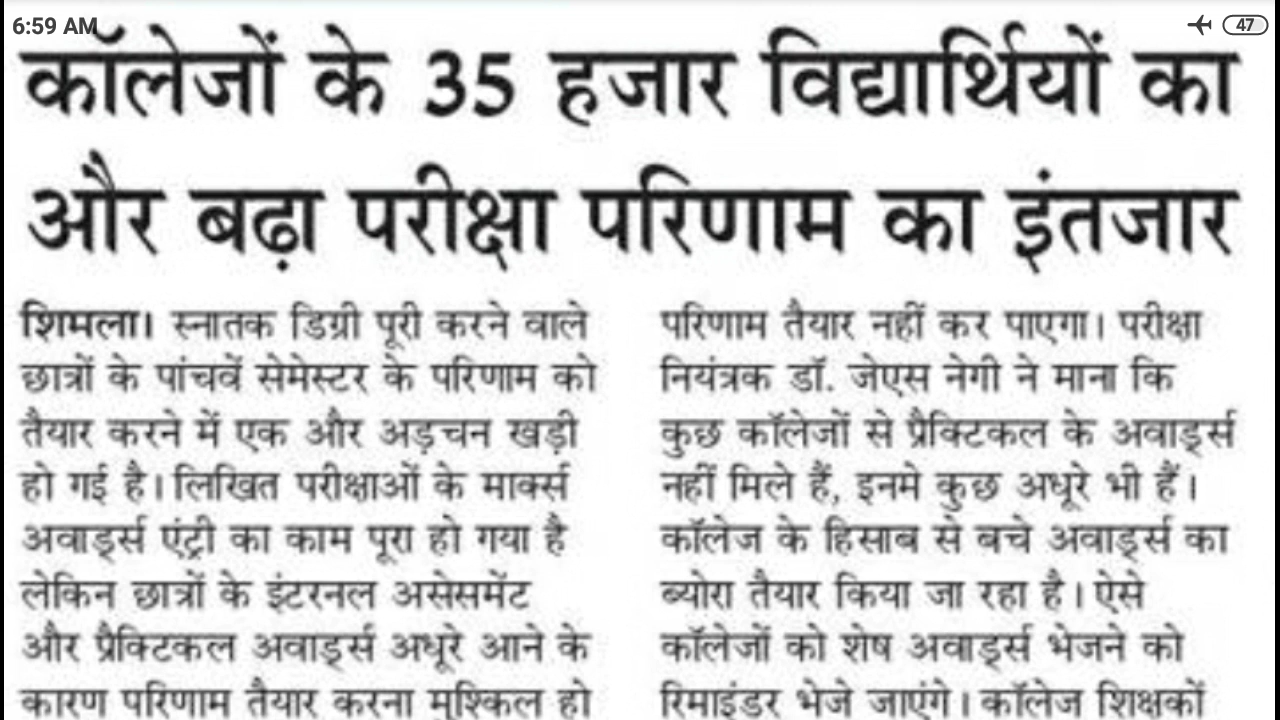 6:59 AM
47
कॉलेजों के 35 हजार विद्यार्थियों का
और बढ़ा परीक्षा परिणाम का इंतजार
शिमला। स्नातक डिग्री पूरी करने वाले
छात्रों के पांचवें सेमेस्टर के परिणाम को
तैयार करने में एक और अड़चन खड़ी
हो गई है। लिखित परीक्षाओं के मार्क्स
अवार्ड्स एंट्री का काम पूरा हो गया है
लेकिन छात्रों के इंटरनल असेसमेंट
और प्रैक्टिकल अवार्ड्स अधूरे आने के
कारण परिणाम तैयार करना मुश्किल हो
परिणाम तैयार नहीं कर पाएगा। परीक्षा
नियंत्रक डॉ. जेएस नेगी ने माना कि
कुछ कॉलेजों से प्रैक्टिकल के अवार्ड्स
नहीं मिले हैं, इनमे कुछ अधूरे भी हैं।
कॉलेज के हिसाब से बचे अवार्ड्स का
ब्योरा तैयार किया जा रहा है। ऐसे
कॉलेजों को शेष अवार्ड्स भेजने को
रिमाइंडर भेजे जाएंगे। कॉलेज शिक्षकों